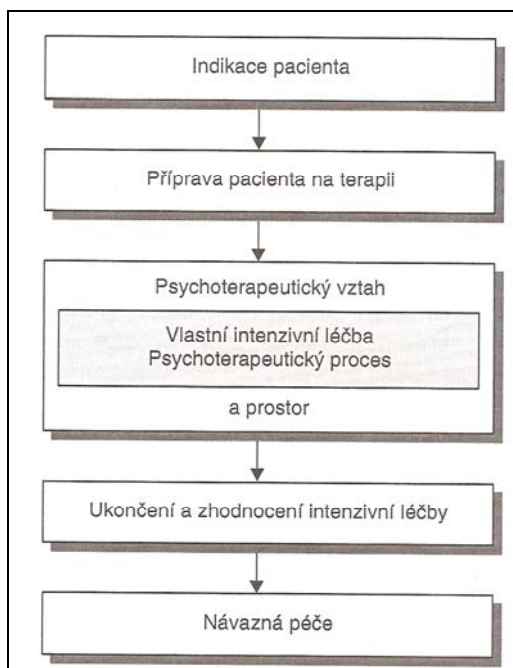 Indikace pacienta
Příprava pacienta na terapii
Psychoterapeutický vztah
Vlastní intenzivní léčba
Psychoterapeutický proces
a prostor
Ukončení a zhodnocení intenzivní léčby
Návazná péče